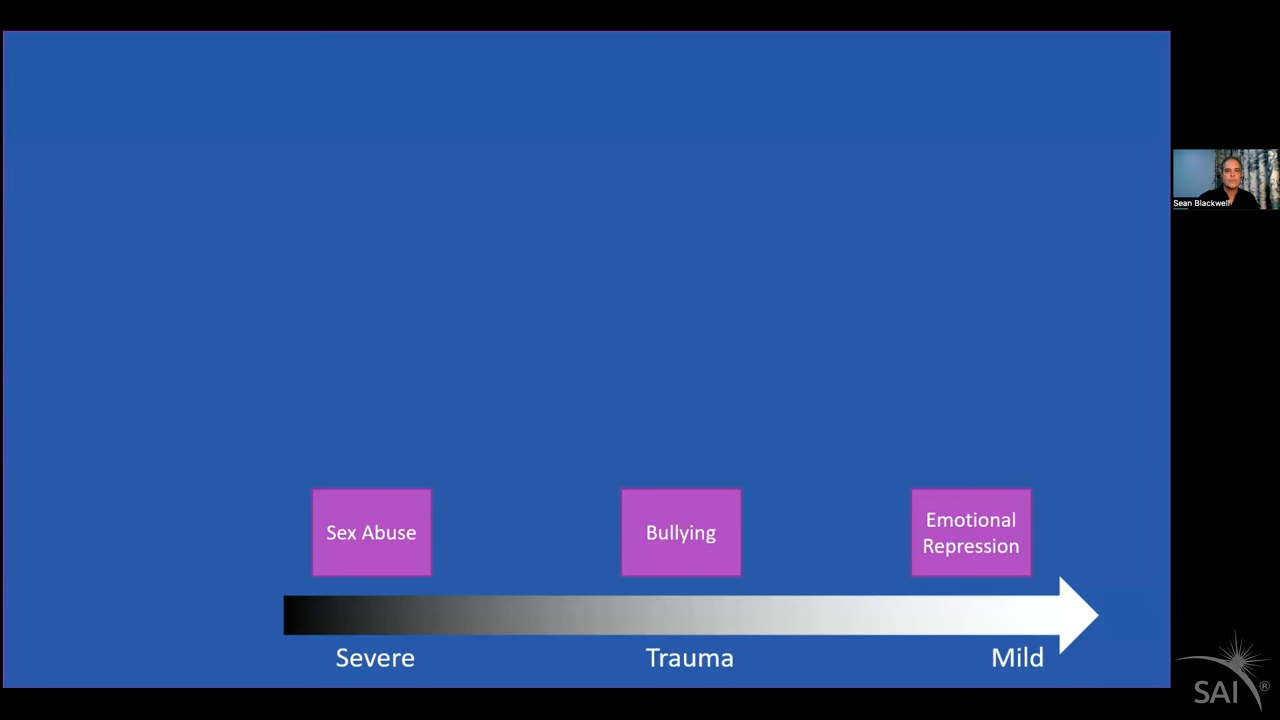 Sean Blackwell
Sex Abuse
Bullying
Emotional
Repression
Severe
Trauma
Mild
SAI®